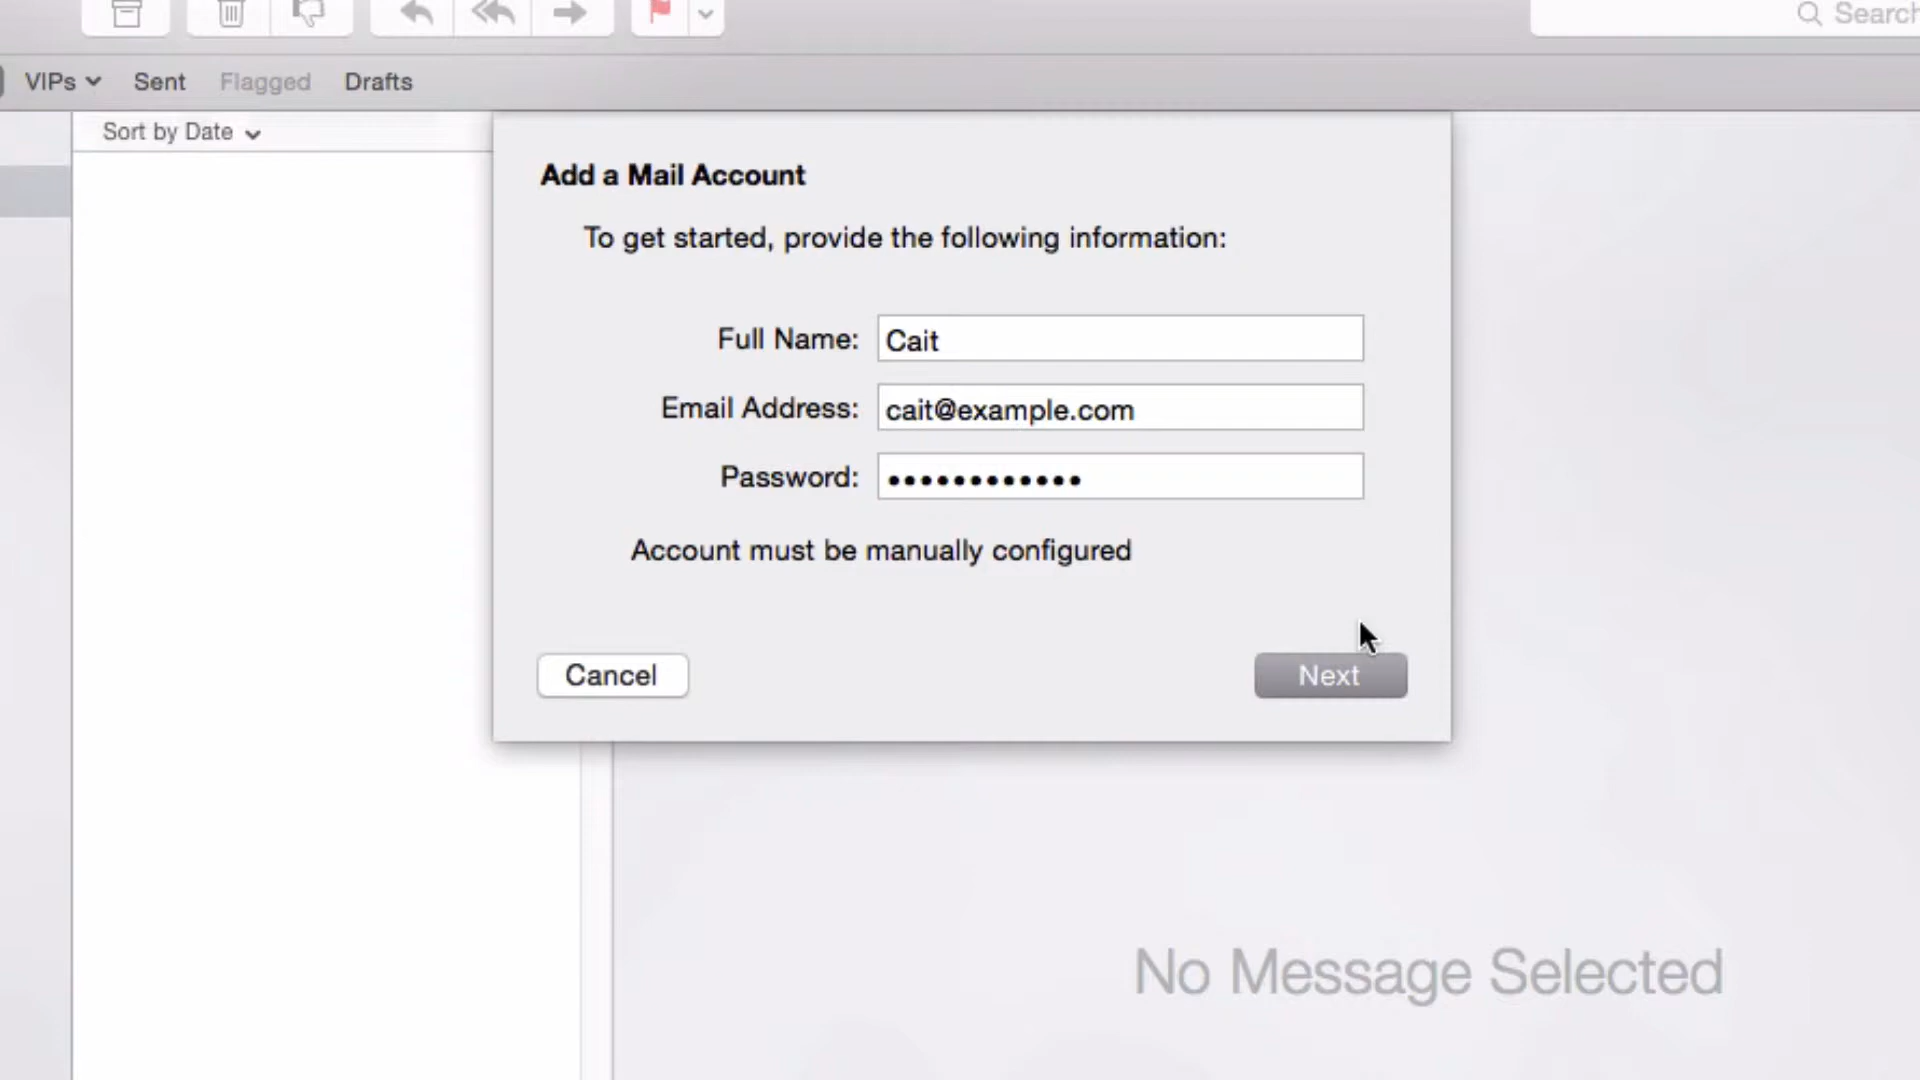 Search
VIPs Sent Flagged Drafts
Sort by Date
Add a Mail Account
To get started, provide the following information:
Full Name: Cait
Email Address: cait@example.com
Password: ••••••••••••
Account must be manually configured
Cancel Next
No Message Selected